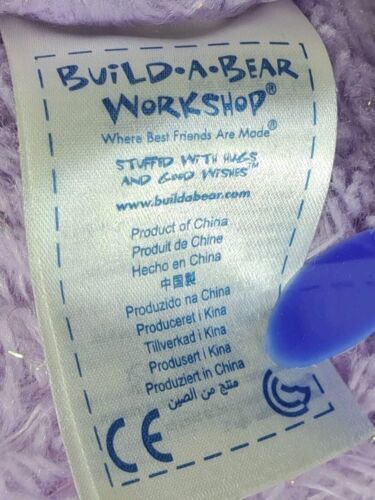 BUiLD•A•BEAR
WORKSHOP®
Where Best Friends Are Made®
STUFFED WITH HUGS
AND GOOD WISHES™
www.buildabear.com
Product of China
Produit de Chine
Hecho en China
中国製
Produzido na China
Produceret i Kina
Tillverkad i Kina
Produsert i Kina
Produziert in China
منتج من الصين
CE